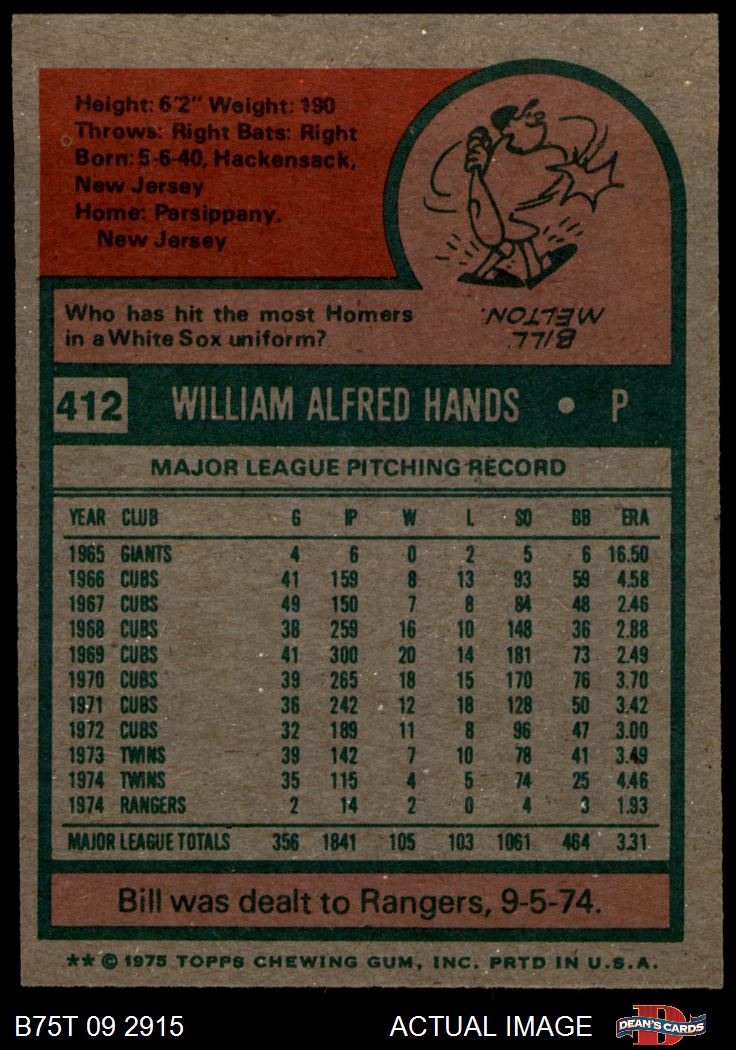 Height: 6'2" Weight: 190
Throws: Right Bats: Right
Born: 5-6-40, Hackensack,
New Jersey
Home: Parsippany,
New Jersey
Who has hit the most Homers
in a White Sox uniform?
BILL
MELTON.
412 WILLIAM ALFRED HANDS • P
MAJOR LEAGUE PITCHING RECORD
YEAR CLUB G IP W L SO BB ERA
1965 GIANTS 4 6 0 2 5 6 16.50
1966 CUBS 41 159 8 13 93 59 4.58
1967 CUBS 49 150 7 8 84 48 2.46
1968 CUBS 38 259 16 10 148 36 2.88
1969 CUBS 41 300 20 14 181 73 2.49
1970 CUBS 39 265 18 15 170 76 3.70
1971 CUBS 36 242 12 18 128 50 3.42
1972 CUBS 32 189 11 8 96 47 3.00
1973 TWINS 39 142 7 10 78 41 3.49
1974 TWINS 35 115 4 5 74 25 4.46
1974 RANGERS 2 14 2 0 4 3 1.93
MAJOR LEAGUE TOTALS 356 1841 105 103 1061 464 3.31
Bill was dealt to Rangers, 9-5-74.
** © 1975 TOPPS CHEWING GUM, INC. PRTD IN U.S.A.
B75T 09 2915 ACTUAL IMAGE DEAN'S CARDS